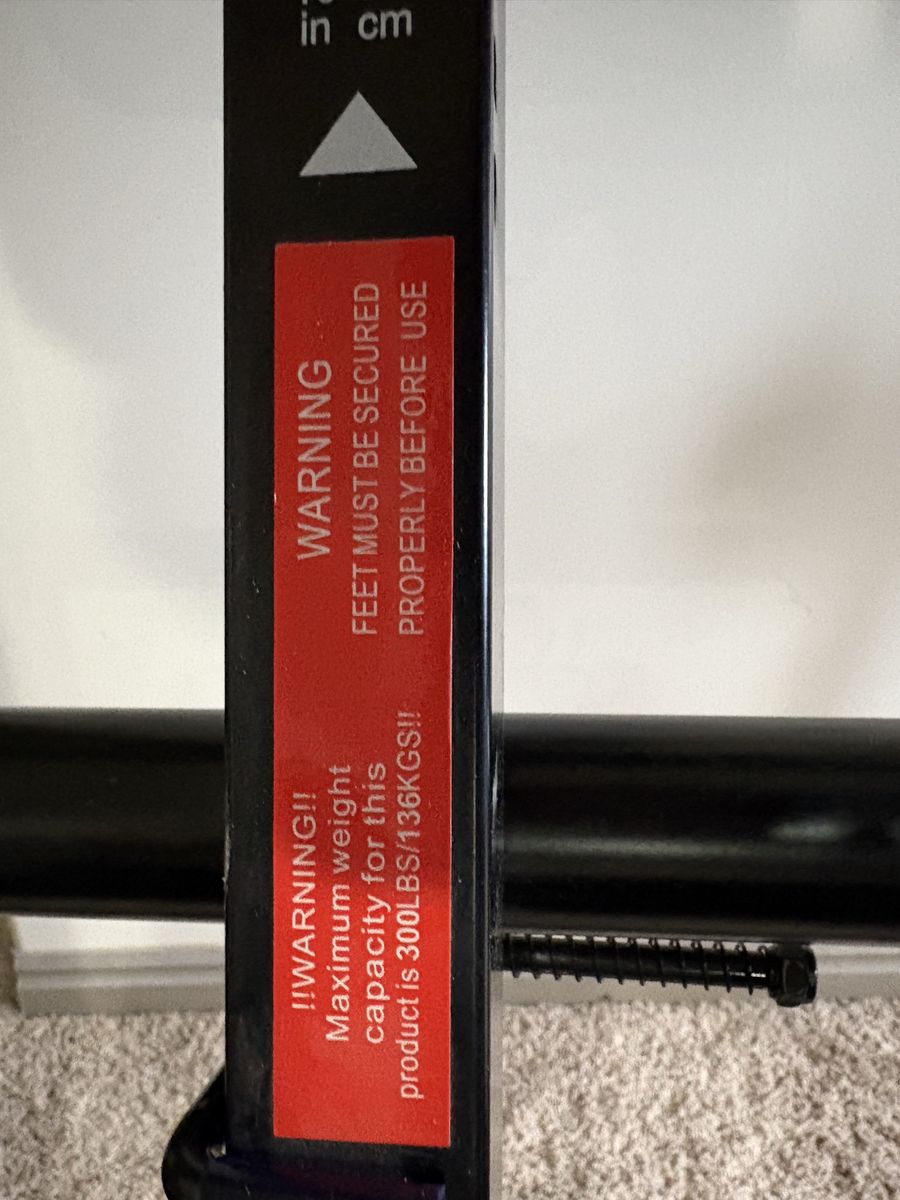 in cm
!!WARNING!!
Maximum weight
capacity for this
product is 300LBS/136KGS!!
WARNING
FEET MUST BE SECURED
PROPERLY BEFORE USE